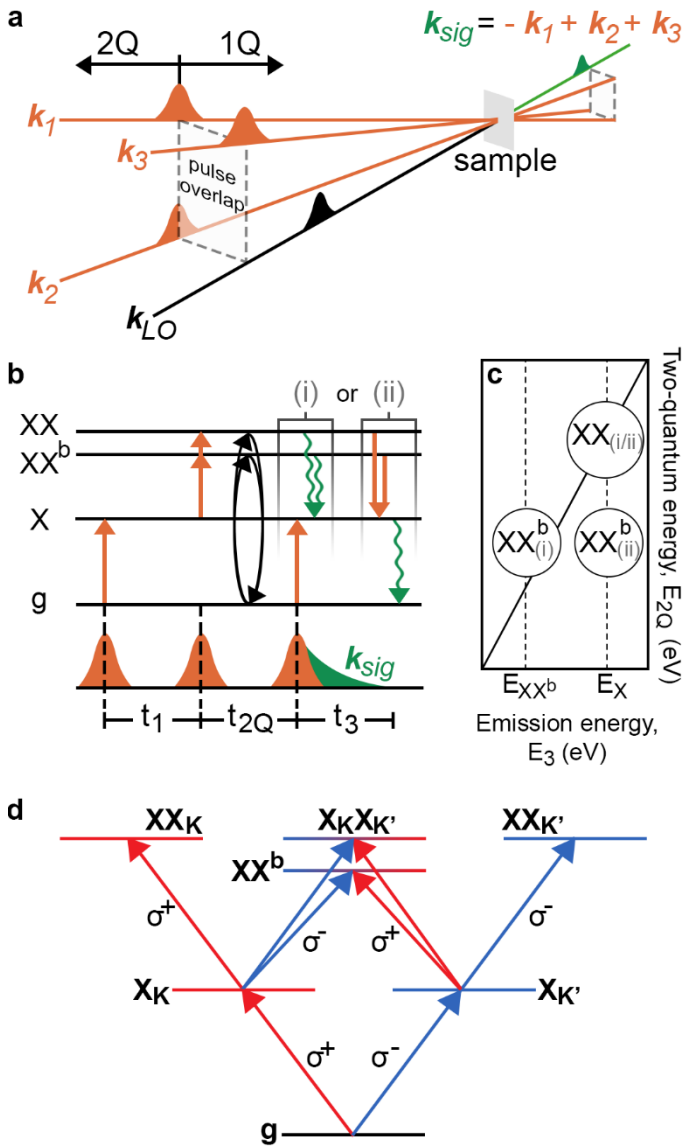 a
k_sig = - k_1 + k_2 + k_3
2Q 1Q
k_1
k_3
sample
pulse
overlap
k_2
k_LO
b
(i) or (ii)
XX
XX^b
X
g
k_sig
t_1 t_2Q t_3
c
XX_(i/ii)
XX^b_(i) XX^b_(ii)
E_XX^b E_X
Emission energy,
E_3 (eV)
Two-quantum energy, E_2Q
(eV)
d
XX_K X_KX_K' XX_K'
XX^b
σ^+ σ^- σ^+ σ^-
X_K X_K'
σ^+ σ^-
g